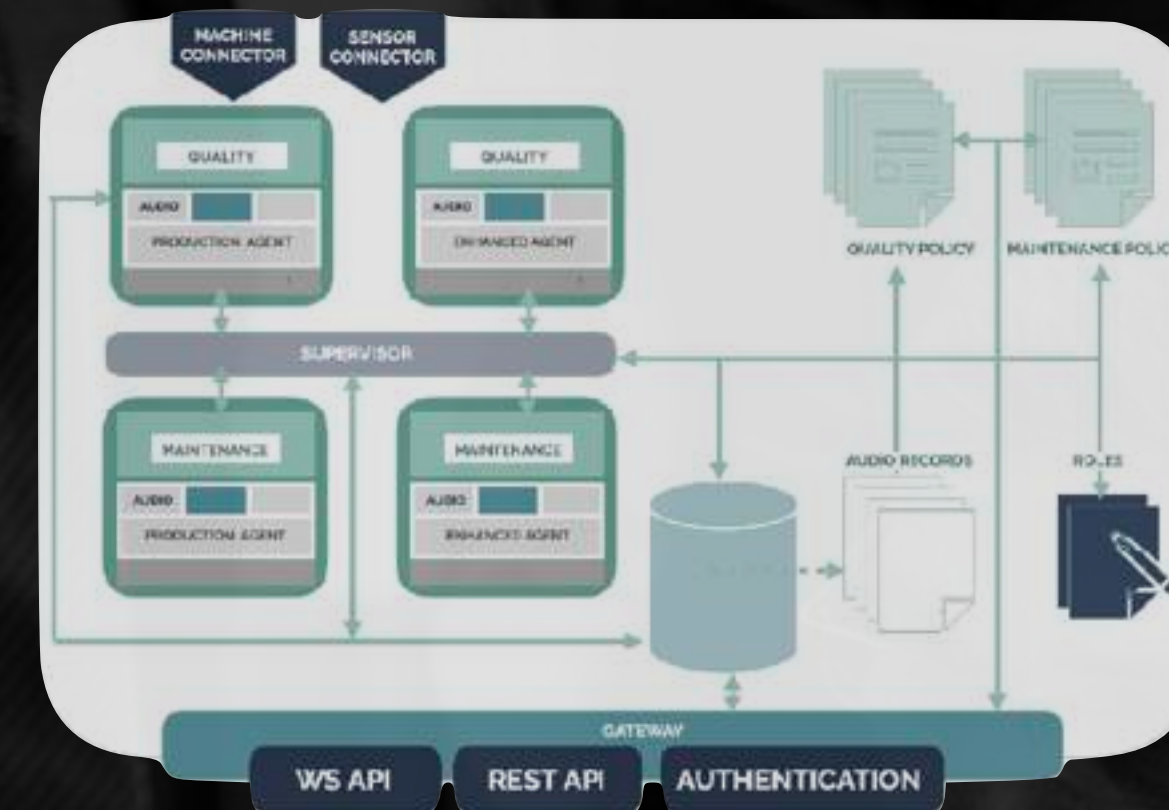 MACHINE
CONNECTOR
SENSOR
CONNECTOR
QUALITY
AUDIO
PRODUCTION AGENT
QUALITY
AUDIO
ENHANCED AGENT
QUALITY POLICY
MAINTENANCE POLIC
SUPERVISOR
MAINTENANCE
AUDIO
PRODUCTION AGENT
MAINTENANCE
AUDIO
ENHANCED AGENT
AUDIO RECORDS
ROLES
GATEWAY
WS API
REST API
AUTHENTICATION